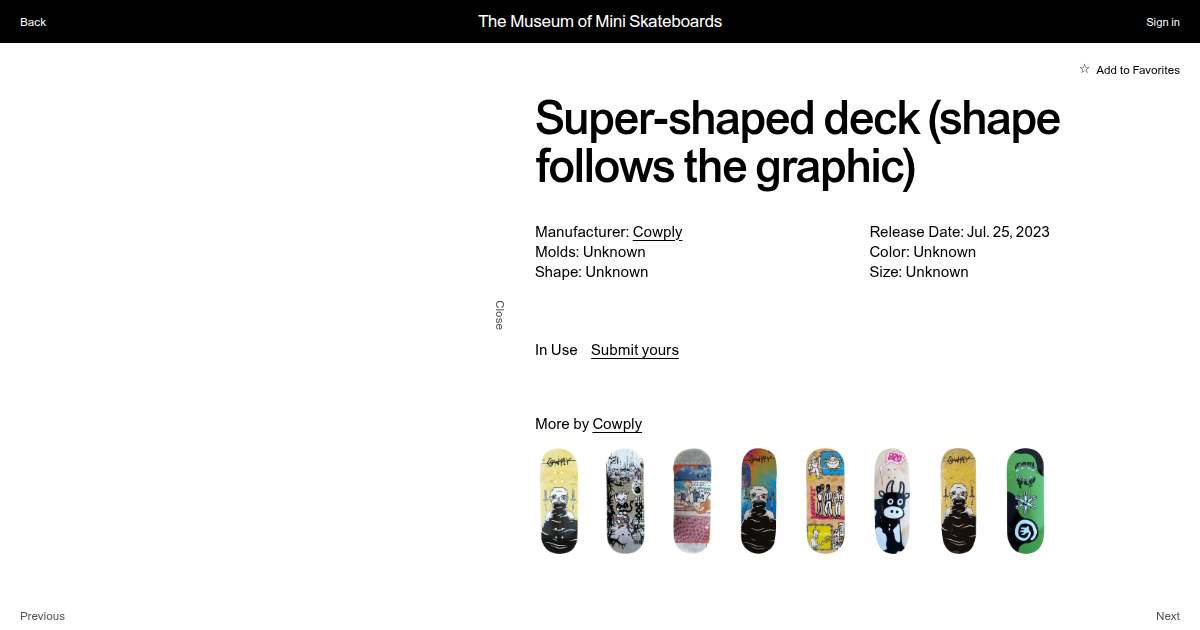 Back
The Museum of Mini Skateboards
Sign in
☆ Add to Favorites
Super-shaped deck (shape
follows the graphic)
Manufacturer: Cowply
Release Date: Jul. 25, 2023
Molds: Unknown
Color: Unknown
Shape: Unknown
Size: Unknown
Close
In Use
Submit yours
More by Cowply
Previous
Next